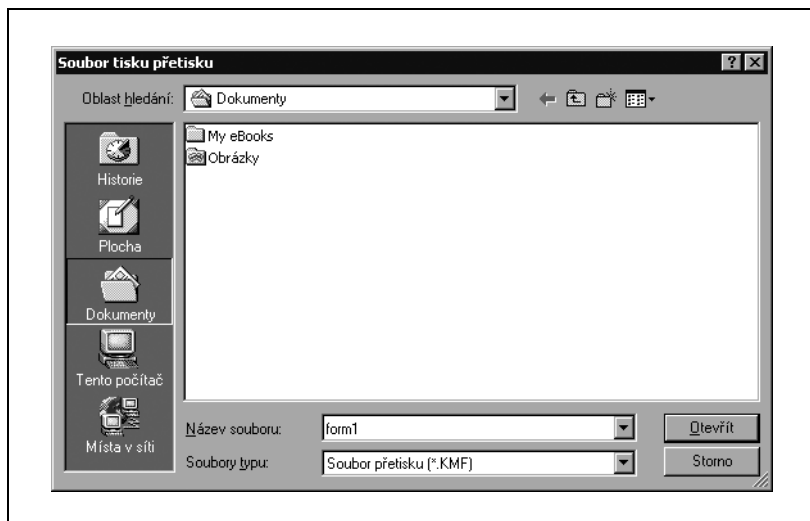 Soubor tisku přetisku
Oblast hledání: Dokumenty
My eBooks
Obrázky
Historie
Plocha
Dokumenty
Tento počítač
Místa v síti
Název souboru: form1 Otevřít
Soubory typu: Soubor přetisku (*.KMF) Storno